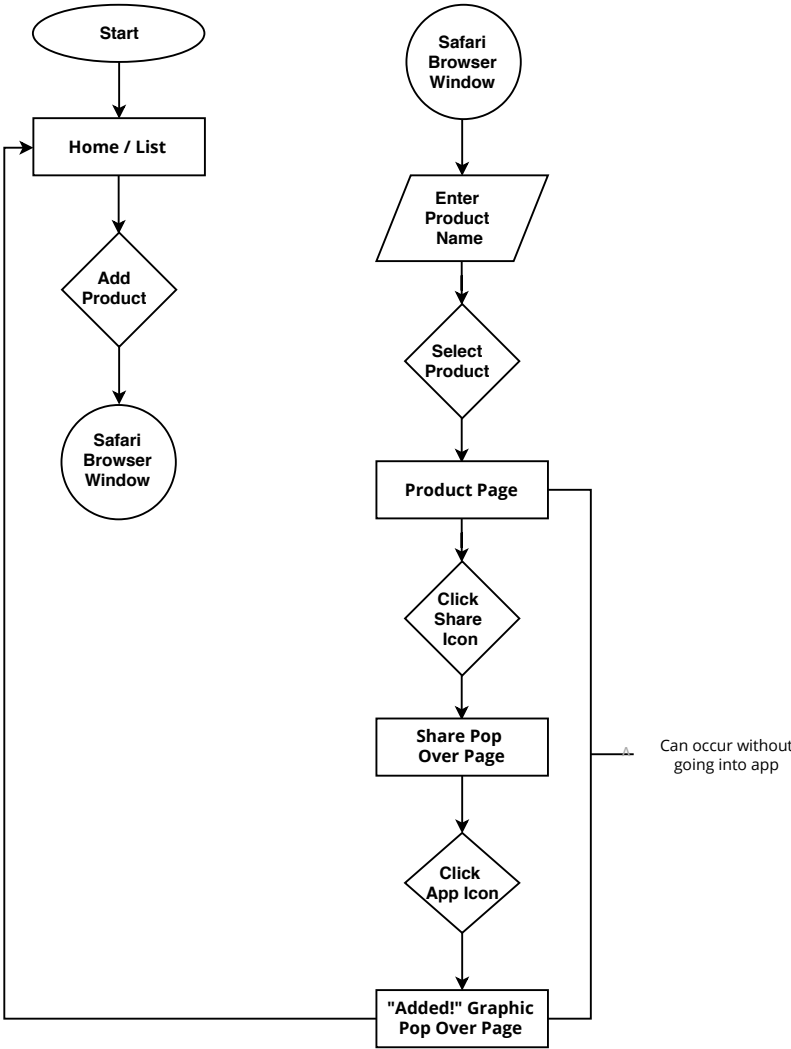 Start
Home / List
Add
Product
Safari
Browser
Window
Safari
Browser
Window
Enter
Product
Name
Select
Product
Product Page
Click
Share
Icon
Share Pop
Over Page
Click
App Icon
"Added!" Graphic
Pop Over Page
Can occur without
going into app